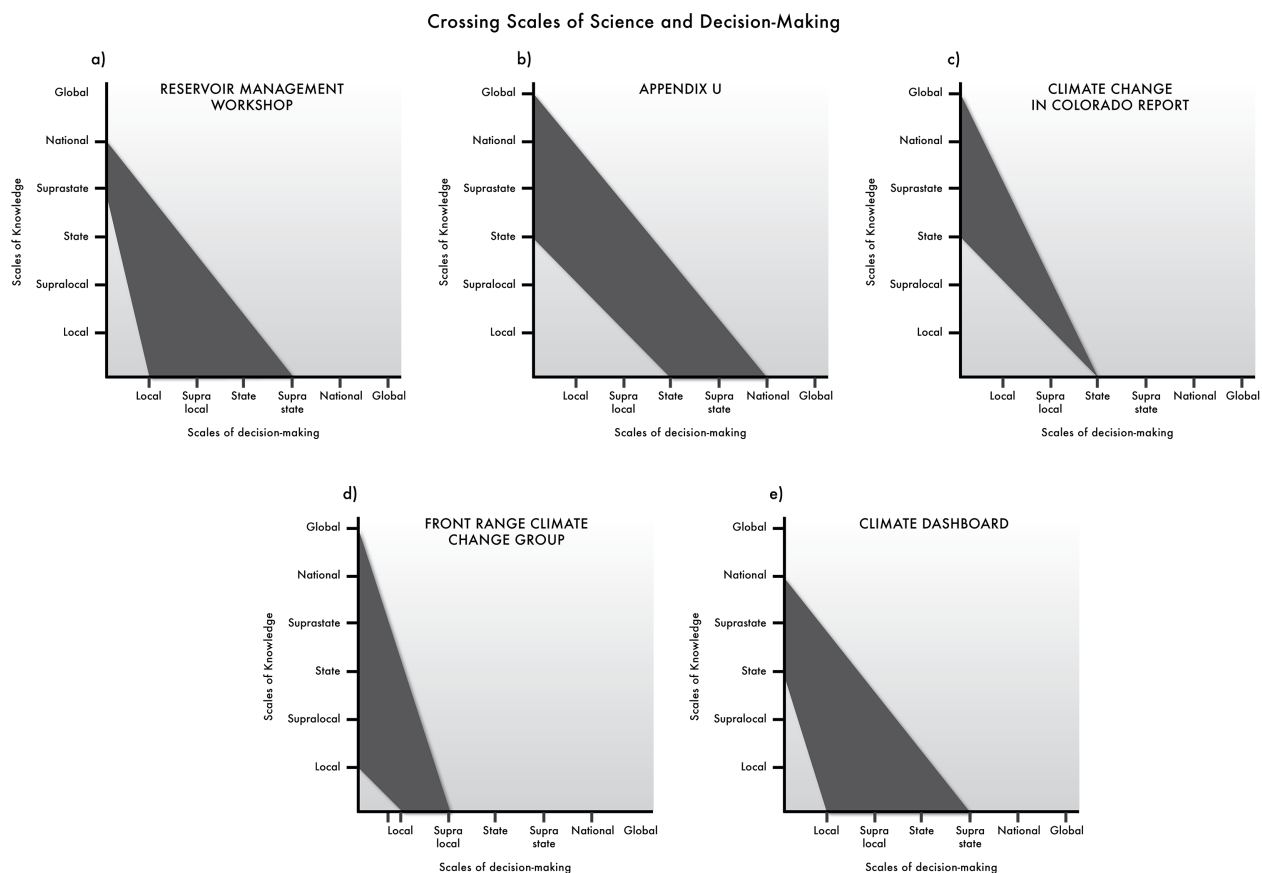 Crossing Scales of Science and Decision-Making
a)
RESERVOIR MANAGEMENT
WORKSHOP
Global
National
Suprastate
State
Supralocal
Local
Scales of Knowledge
Local
Supra
local
State
Supra
state
National
Global
Scales of decision-making
b)
APPENDIX U
Global
National
Suprastate
State
Supralocal
Local
Scales of Knowledge
Local
Supra
local
State
Supra
state
National
Global
Scales of decision-making
c)
CLIMATE CHANGE
IN COLORADO REPORT
Global
National
Suprastate
State
Supralocal
Local
Scales of Knowledge
Local
Supra
local
State
Supra
state
National
Global
Scales of decision-making
d)
FRONT RANGE CLIMATE
CHANGE GROUP
Global
National
Suprastate
State
Supralocal
Local
Scales of Knowledge
Local
Supra
local
State
Supra
state
National
Global
Scales of decision-making
e)
CLIMATE DASHBOARD
Global
National
Suprastate
State
Supralocal
Local
Scales of Knowledge
Local
Supra
local
State
Supra
state
National
Global
Scales of decision-making